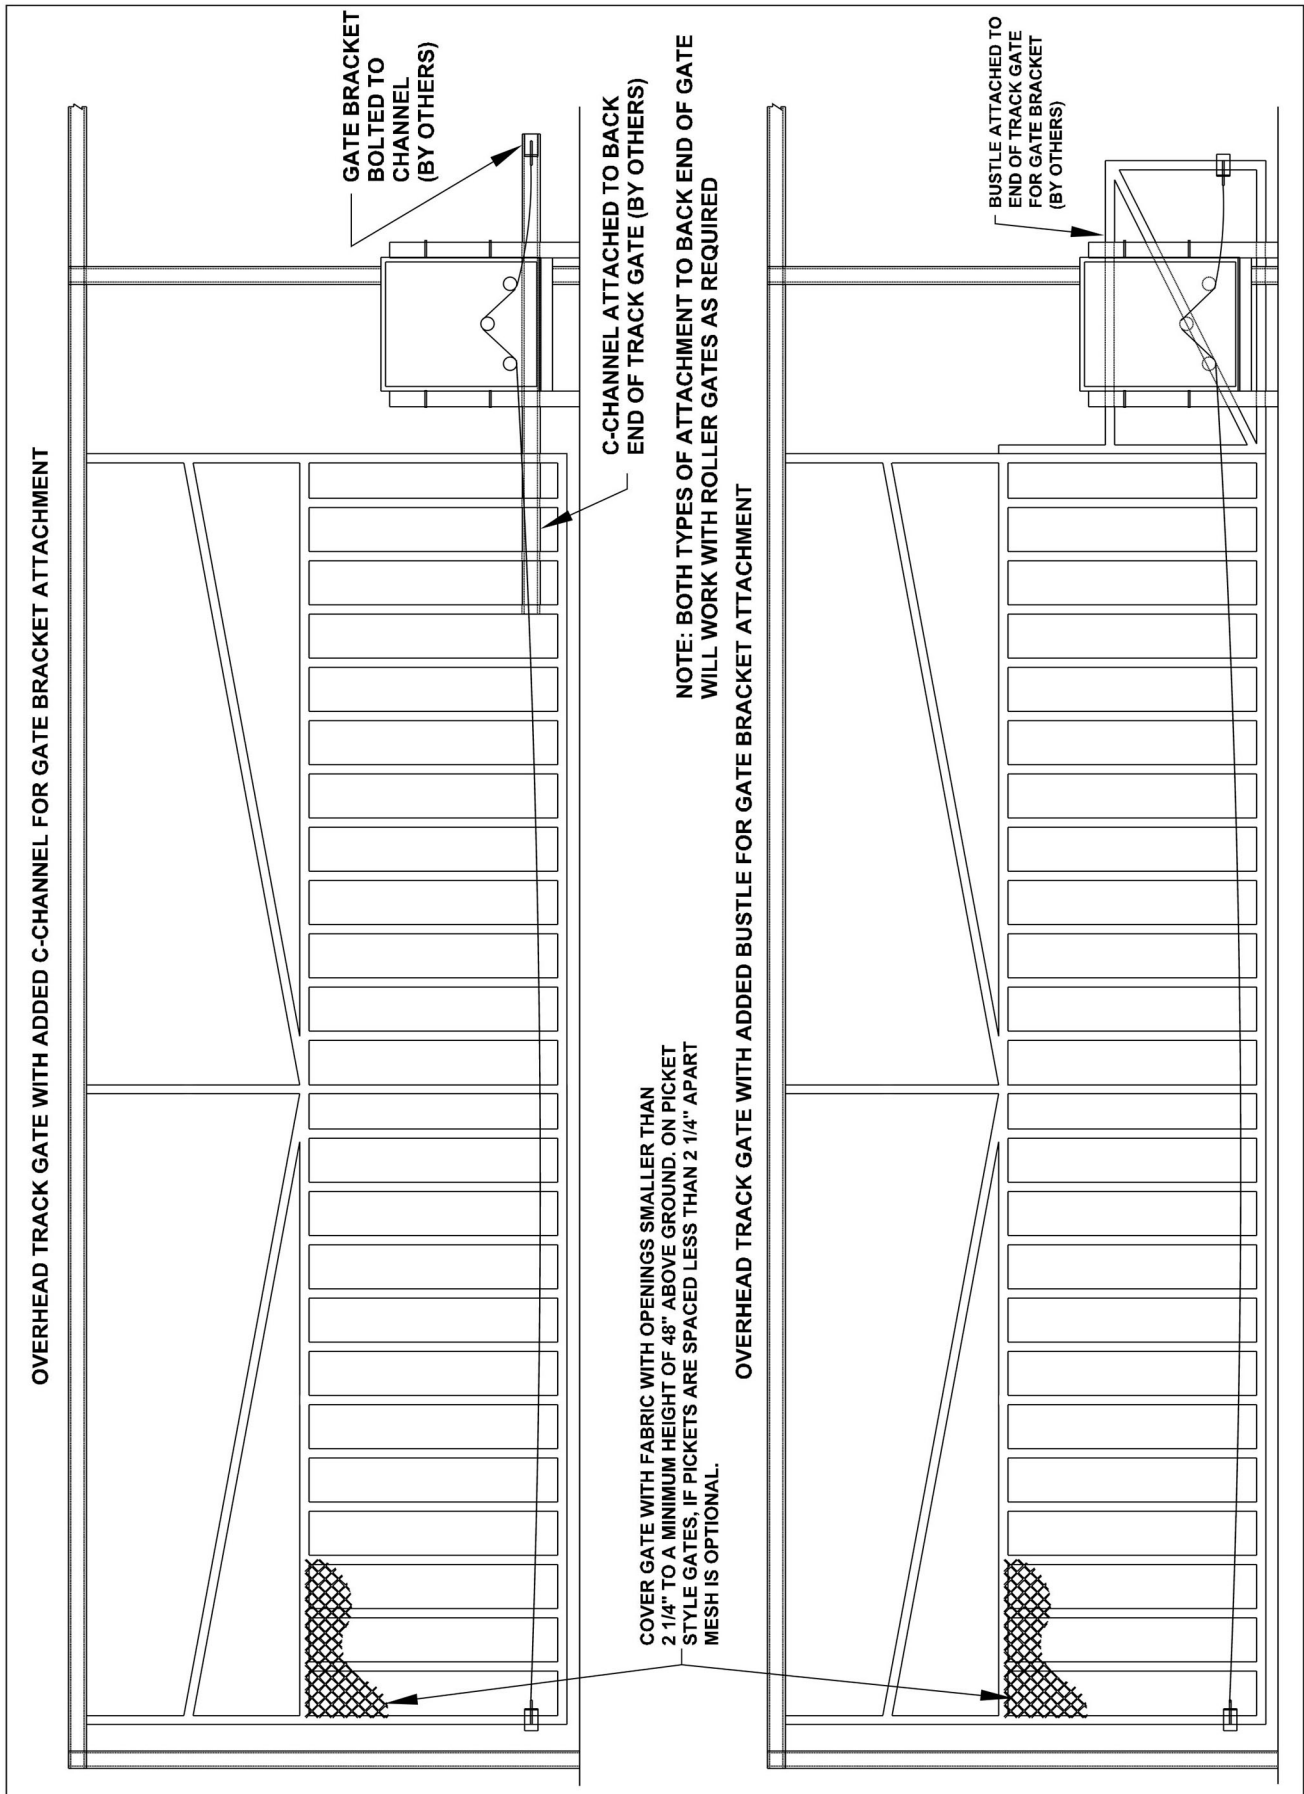 OVERHEAD TRACK GATE WITH ADDED C-CHANNEL FOR GATE BRACKET ATTACHMENT
GATE BRACKET
BOLTED TO
CHANNEL
(BY OTHERS)
C-CHANNEL ATTACHED TO BACK
END OF TRACK GATE (BY OTHERS)
NOTE: BOTH TYPES OF ATTACHMENT TO BACK END OF GATE
WILL WORK WITH ROLLER GATES AS REQUIRED
COVER GATE WITH FABRIC WITH OPENINGS SMALLER THAN
2 1/4" TO A MINIMUM HEIGHT OF 48" ABOVE GROUND. ON PICKET
STYLE GATES, IF PICKETS ARE SPACED LESS THAN 2 1/4" APART
MESH IS OPTIONAL.
OVERHEAD TRACK GATE WITH ADDED BUSTLE FOR GATE BRACKET ATTACHMENT
BUSTLE ATTACHED TO
END OF TRACK GATE
FOR GATE BRACKET
(BY OTHERS)